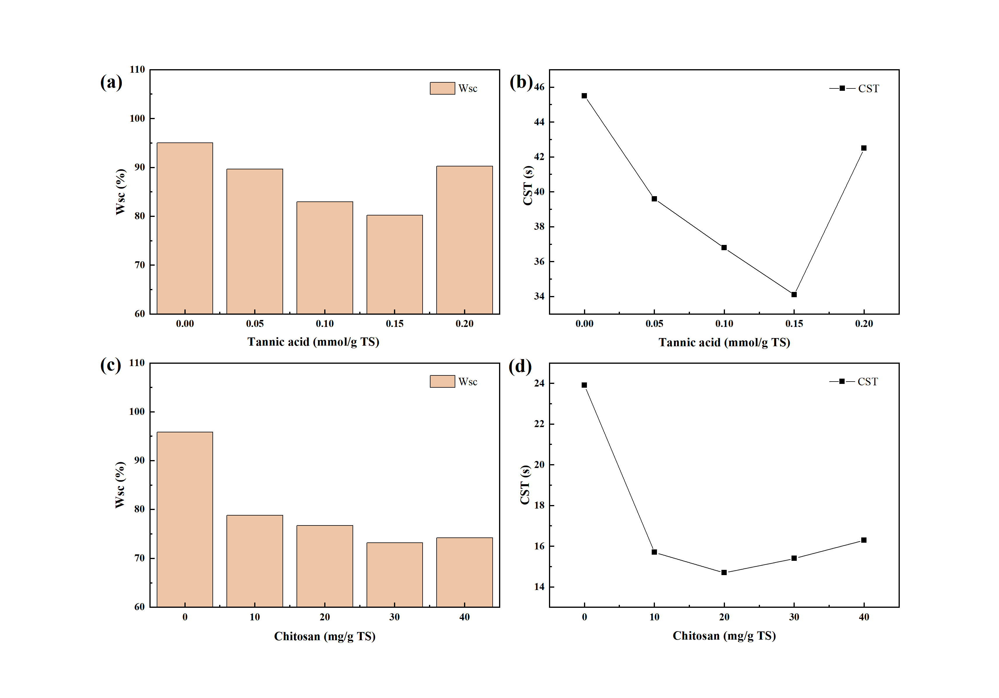 (a)
Wsc
110
100
90
80
70
60
Wsc (%)
0.00 0.05 0.10 0.15 0.20
Tannic acid (mmol/g TS)
(b)
CST
46
44
42
40
38
36
34
CST (s)
0.00 0.05 0.10 0.15 0.20
Tannic acid (mmol/g TS)
(c)
Wsc
110
100
90
80
70
60
Wsc (%)
0 10 20 30 40
Chitosan (mg/g TS)
(d)
CST
24
22
20
18
16
14
CST (s)
0 10 20 30 40
Chitosan (mg/g TS)